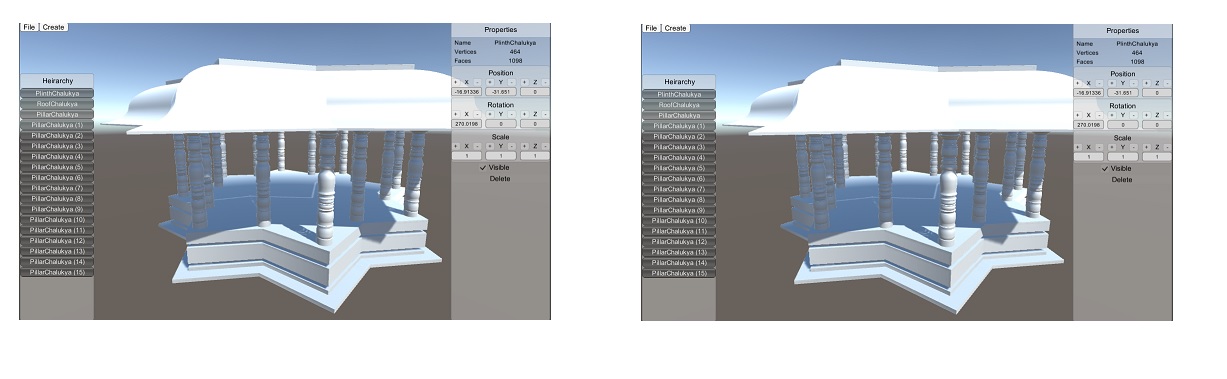 File Create
Properties
Name PlinthChalukya
Vertices 464
Faces 1098
Position
+ X - + Y - + Z -
-16.91336 -31.651 0
Rotation
+ X - + Y - + Z -
270.0198 0 0
Scale
+ X - + Y - + Z -
1 1 1
Visible
Delete
Heirarchy
PlinthChalukya
RoofChalukya
PillarChalukya
PillarChalukya (1)
PillarChalukya (2)
PillarChalukya (3)
PillarChalukya (4)
PillarChalukya (5)
PillarChalukya (6)
PillarChalukya (7)
PillarChalukya (8)
PillarChalukya (9)
PillarChalukya (10)
PillarChalukya (11)
PillarChalukya (12)
PillarChalukya (13)
PillarChalukya (14)
PillarChalukya (15)
File Create
Properties
Name PlinthChalukya
Vertices 464
Faces 1098
Position
+ X - + Y - + Z -
-16.91336 -31.651 0
Rotation
+ X - + Y - + Z -
270.0198 0 0
Scale
+ X - + Y - + Z -
1 1 1
Visible
Delete
Heirarchy
PlinthChalukya
RoofChalukya
PillarChalukya
PillarChalukya (1)
PillarChalukya (2)
PillarChalukya (3)
PillarChalukya (4)
PillarChalukya (5)
PillarChalukya (6)
PillarChalukya (7)
PillarChalukya (8)
PillarChalukya (9)
PillarChalukya (10)
PillarChalukya (11)
PillarChalukya (12)
PillarChalukya (13)
PillarChalukya (14)
PillarChalukya (15)